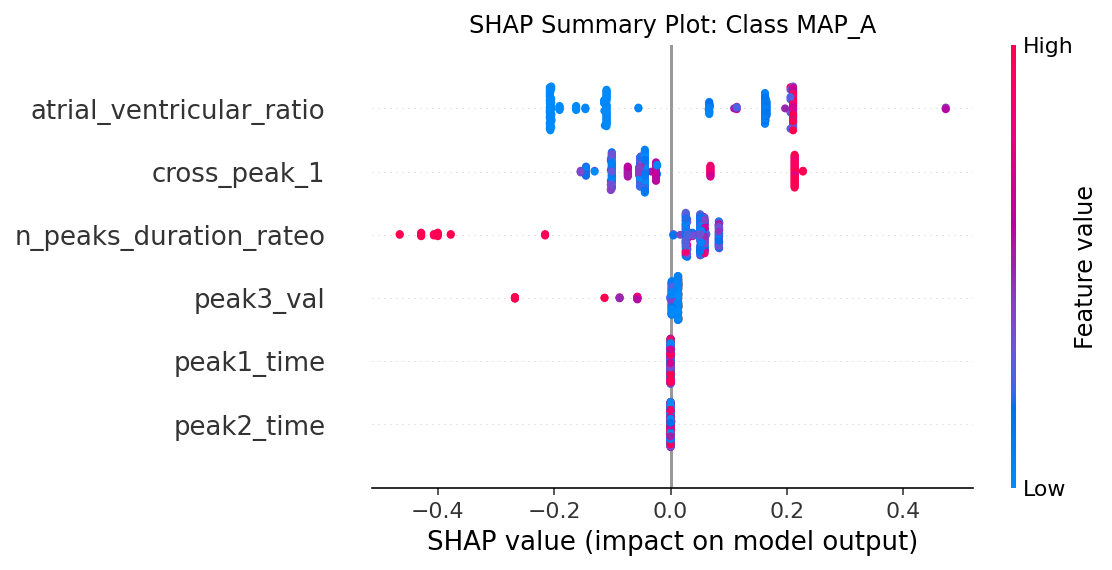 SHAP Summary Plot: Class MAP_A
High
atrial_ventricular_ratio
cross_peak_1
n_peaks_duration_rateo
peak3_val
peak1_time
peak2_time
Feature value
Low
−0.4 −0.2 0.0 0.2 0.4
SHAP value (impact on model output)